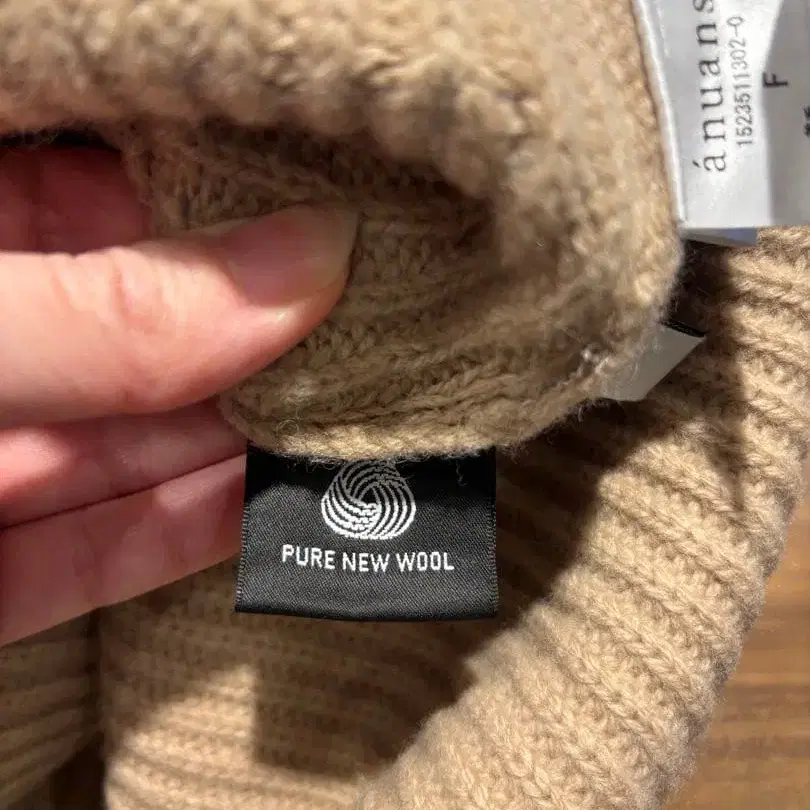 ánuans
1523511302-0
F
PURE NEW WOOL